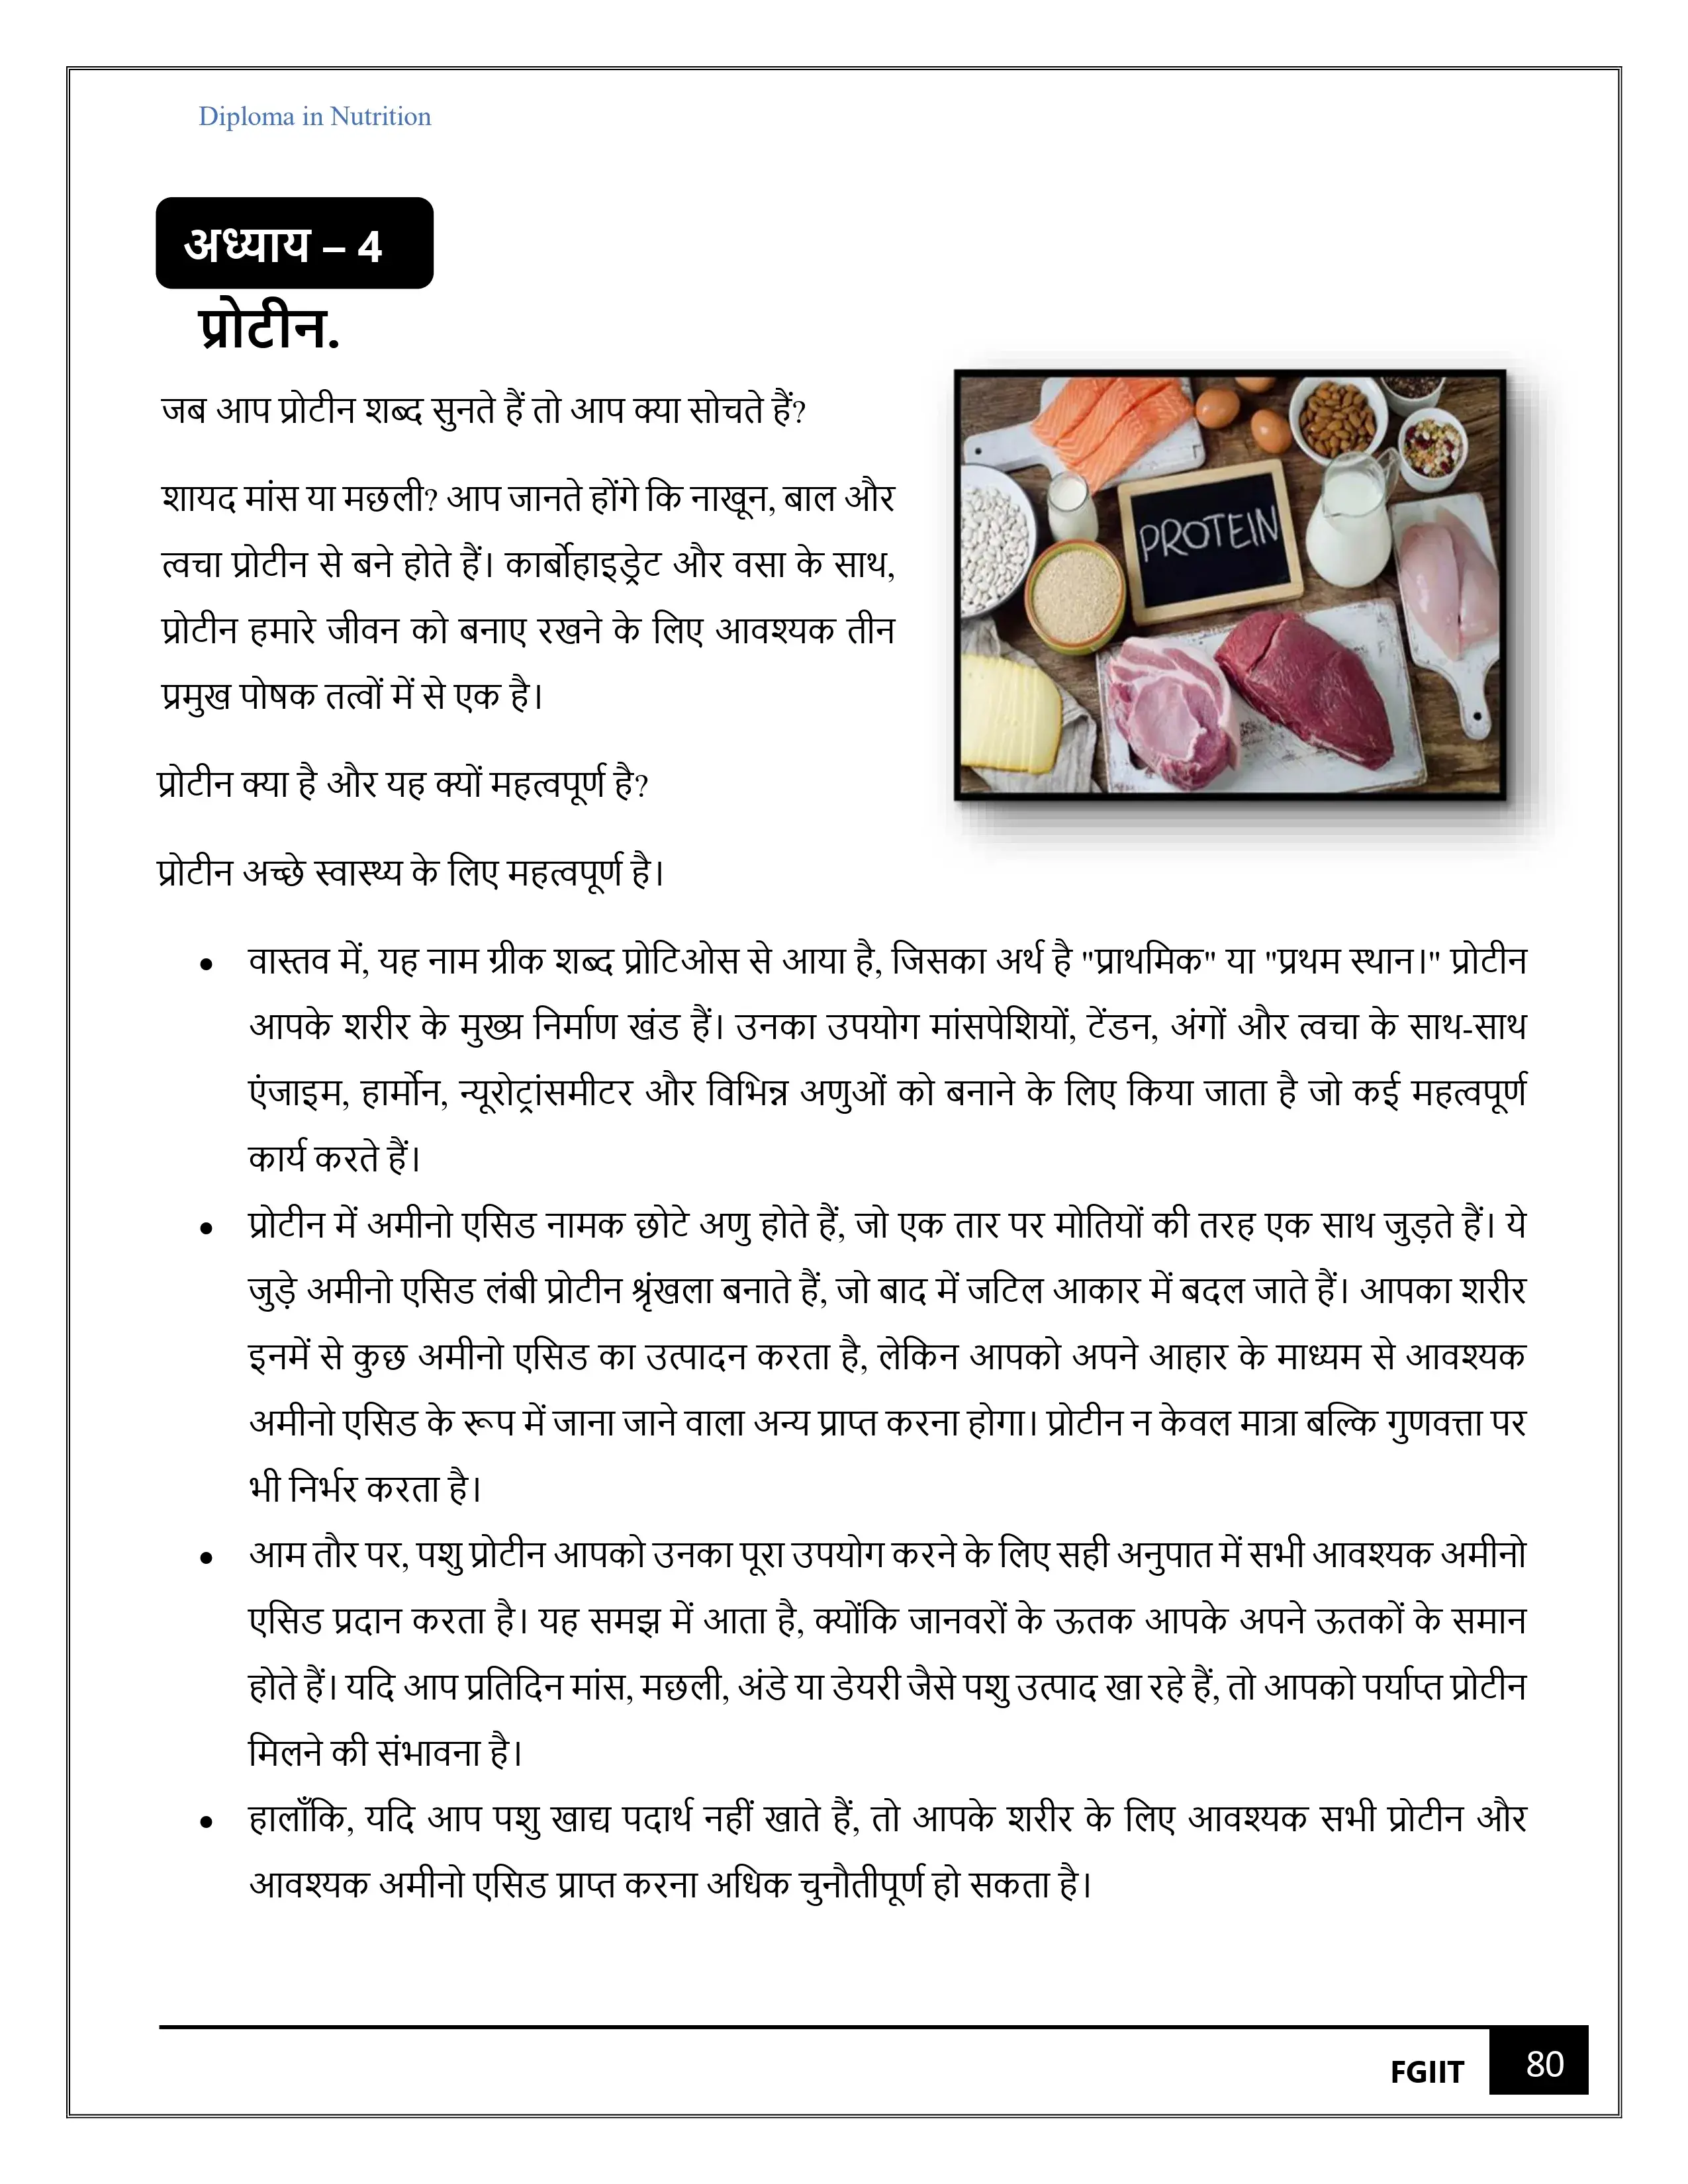 Diploma in Nutrition
अध्याय – 4
प्रोटीन.
जब आप प्रोटीन शब्द सुनते हैं तो आप क्या सोचते हैं?
शायद मांस या मछली? आप जानते होंगे कि नाखून, बाल और
त्वचा प्रोटीन से बने होते हैं। कार्बोहाइड्रेट और वसा के साथ,
प्रोटीन हमारे जीवन को बनाए रखने के लिए आवश्यक तीन
प्रमुख पोषक तत्वों में से एक है।
PROTEIN
प्रोटीन क्या है और यह क्यों महत्वपूर्ण है?
प्रोटीन अच्छे स्वास्थ्य के लिए महत्वपूर्ण है।
• वास्तव में, यह नाम ग्रीक शब्द प्रोटिओस से आया है, जिसका अर्थ है "प्राथमिक" या "प्रथम स्थान।" प्रोटीन
आपके शरीर के मुख्य निर्माण खंड हैं। उनका उपयोग मांसपेशियों, टेंडन, अंगों और त्वचा के साथ-साथ
एंजाइम, हार्मोन, न्यूरोट्रांसमीटर और विभिन्न अणुओं को बनाने के लिए किया जाता है जो कई महत्वपूर्ण
कार्य करते हैं।
• प्रोटीन में अमीनो एसिड नामक छोटे अणु होते हैं, जो एक तार पर मोतियों की तरह एक साथ जुड़ते हैं। ये
जुड़े अमीनो एसिड लंबी प्रोटीन श्रृंखला बनाते हैं, जो बाद में जटिल आकार में बदल जाते हैं। आपका शरीर
इनमें से कुछ अमीनो एसिड का उत्पादन करता है, लेकिन आपको अपने आहार के माध्यम से आवश्यक
अमीनो एसिड के रूप में जाना जाने वाला अन्य प्राप्त करना होगा। प्रोटीन न केवल मात्रा बल्कि गुणवत्ता पर
भी निर्भर करता है।
• आम तौर पर, पशु प्रोटीन आपको उनका पूरा उपयोग करने के लिए सही अनुपात में सभी आवश्यक अमीनो
एसिड प्रदान करता है। यह समझ में आता है, क्योंकि जानवरों के ऊतक आपके अपने ऊतकों के समान
होते हैं। यदि आप प्रतिदिन मांस, मछली, अंडे या डेयरी जैसे पशु उत्पाद खा रहे हैं, तो आपको पर्याप्त प्रोटीन
मिलने की संभावना है।
• हालाँकि, यदि आप पशु खाद्य पदार्थ नहीं खाते हैं, तो आपके शरीर के लिए आवश्यक सभी प्रोटीन और
आवश्यक अमीनो एसिड प्राप्त करना अधिक चुनौतीपूर्ण हो सकता है।
FGIIT 80